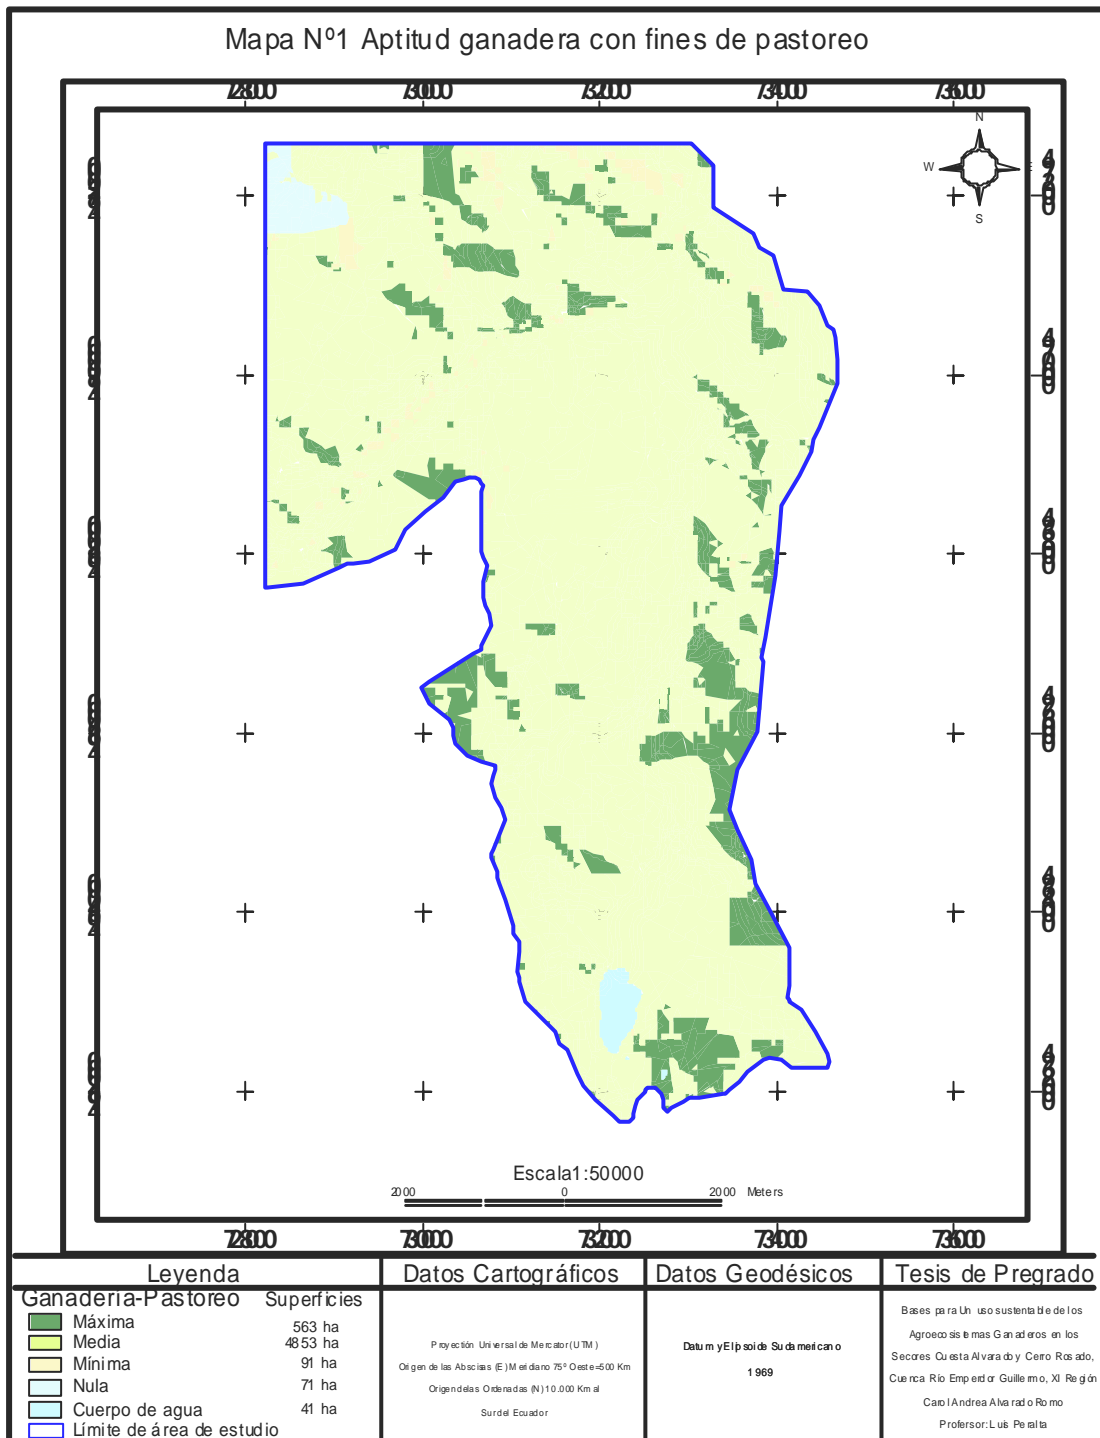 Mapa Nº1 Aptitud ganadera con fines de pastoreo
N
W E
S
Escala1:50000
2000 0 2000 Meters
Leyenda
Ganadería-Pastoreo Superficies
Máxima 563 ha
Media 4853 ha
Mínima 91 ha
Nula 71 ha
Cuerpo de agua 41 ha
Límite de área de estudio
Datos Cartográficos
Proyectión Universal de Mercator (UTM)
Origen de las Abscisas (E) Meridiano 75º Oeste=500 Km
Origen de las Ordenadas (N) 10.000 Km al
Sur del Ecuador
Datos Geodésicos
Datum y Elipsoide Sudamericano
1969
Tesis de Pregrado
Bases para Un uso sustentable de los
Agroecosistemas Ganaderos en los
Secores Cuesta Alvarado y Cerro Rosado,
Cuenca Río Emperdor Guillermo, XI Región
Carol Andrea Alvarado Romo
Professor: Luis Peralta